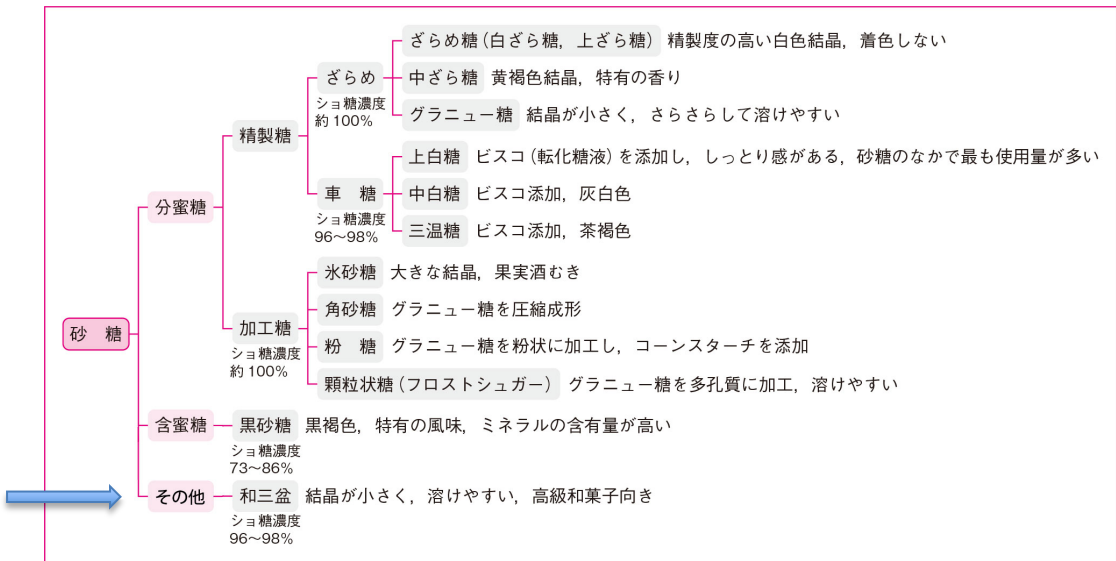 ざらめ糖(白ざら糖, 上ざら糖) 精製度の高い白色結晶, 着色しない
ざらめ
ショ糖濃度
約100%
中ざら糖 黄褐色結晶, 特有の香り
グラニュー糖 結晶が小さく, さらさらして溶けやすい
精製糖
上白糖 ビスコ(転化糖液)を添加し, しっとり感がある, 砂糖のなかで最も使用量が多い
車 糖
ショ糖濃度
96〜98%
中白糖 ビスコ添加, 灰白色
三温糖 ビスコ添加, 茶褐色
分蜜糖
氷砂糖 大きな結晶, 果実酒むき
角砂糖 グラニュー糖を圧縮成形
加工糖
ショ糖濃度
約100%
粉 糖 グラニュー糖を粉状に加工し, コーンスターチを添加
顆粒状糖(フロストシュガー) グラニュー糖を多孔質に加工, 溶けやすい
砂 糖
含蜜糖
黒砂糖 黒褐色, 特有の風味, ミネラルの含有量が高い
ショ糖濃度
73〜86%
その他
和三盆 結晶が小さく, 溶けやすい, 高級和菓子向き
ショ糖濃度
96〜98%